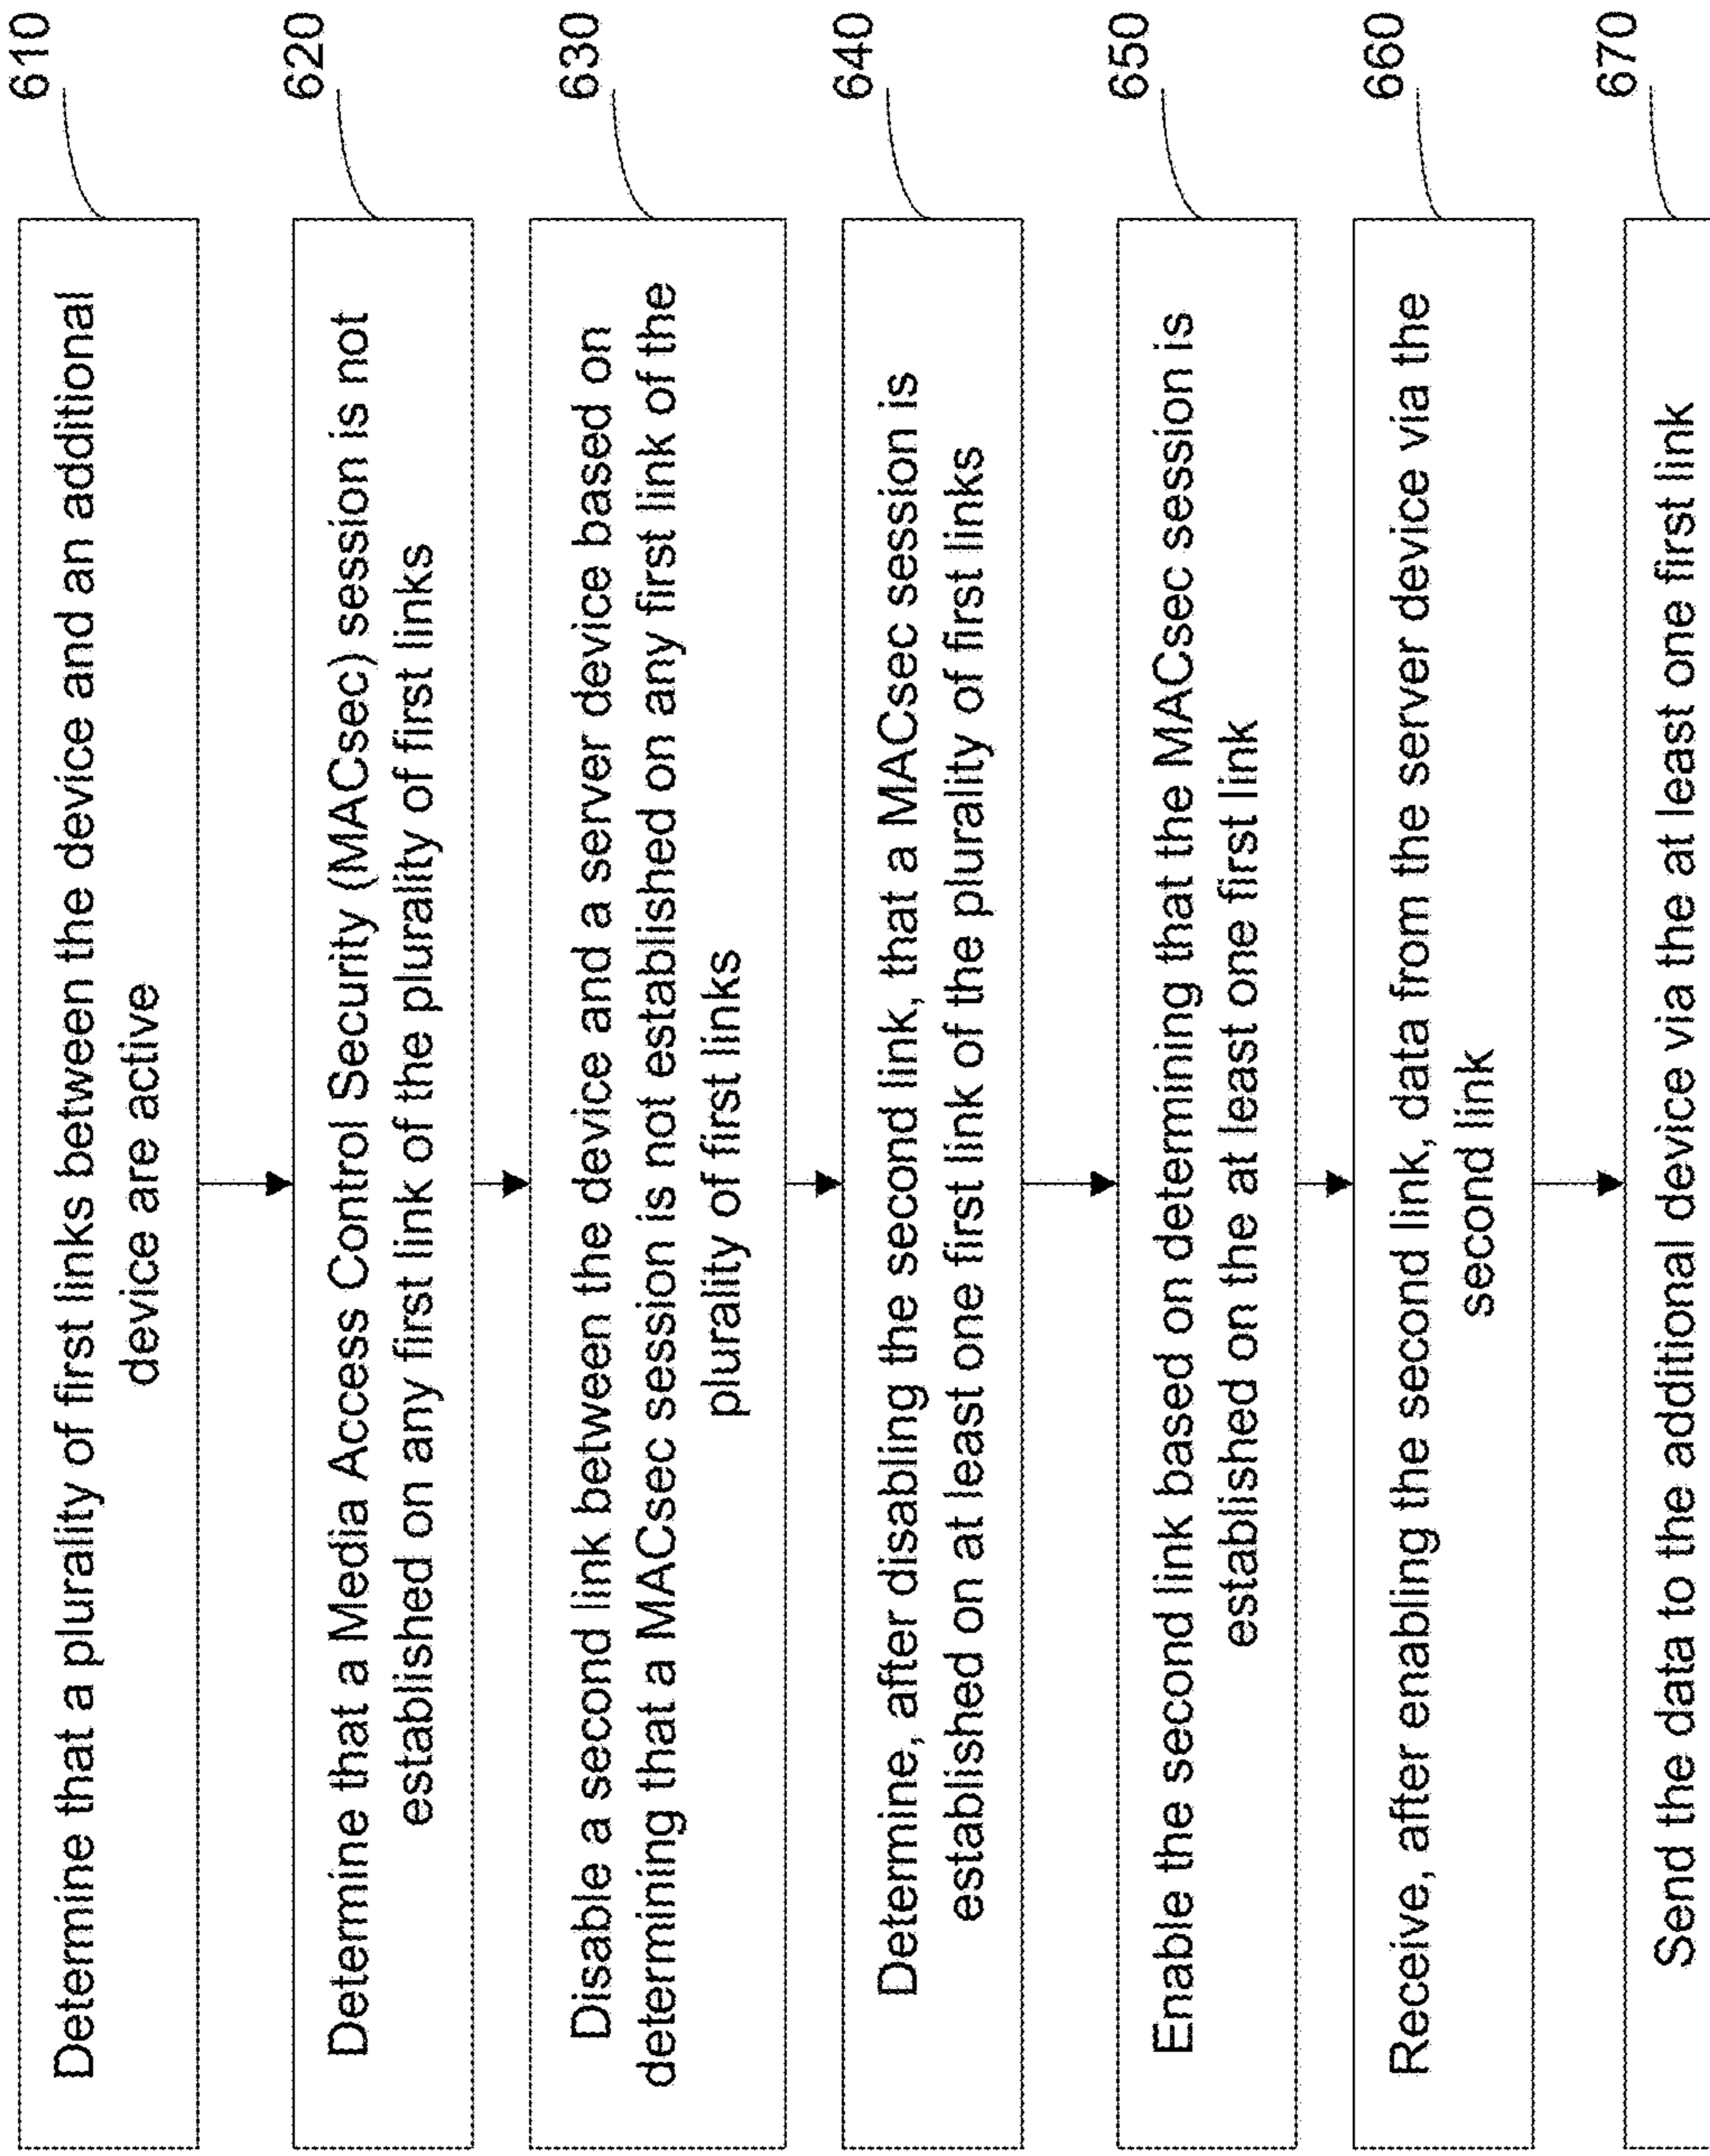 610
Determine that a plurality of first links between the device and an additional
device are active
620
Determine that a Media Access Control Security (MACsec) session is not
established on any first link of the plurality of first links
630
Disable a second link between the device and a server device based on
determining that a MACsec session is not established on any first link of the
plurality of first links
640
Determine, after disabling the second link, that a MACsec session is
established on at least one first link of the plurality of first links
650
Enable the second link based on determining that the MACsec session is
established on the at least one first link
660
Receive, after enabling the second link, data from the server device via the
second link
670
Send the data to the additional device via the at least one first link